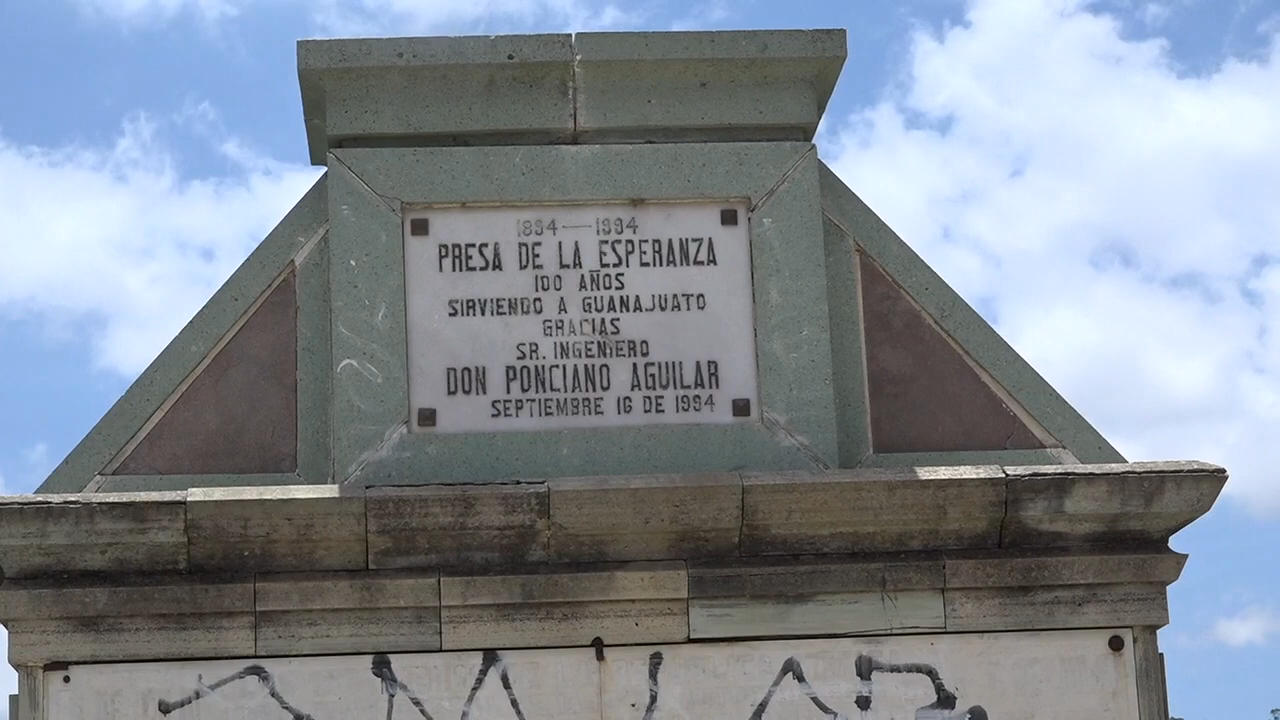 1894 — 1994
PRESA DE LA ESPERANZA
100 AÑOS
SIRVIENDO A GUANAJUATO
GRACIAS
SR. INGENIERO
DON PONCIANO AGUILAR
SEPTIEMBRE 16 DE 1994